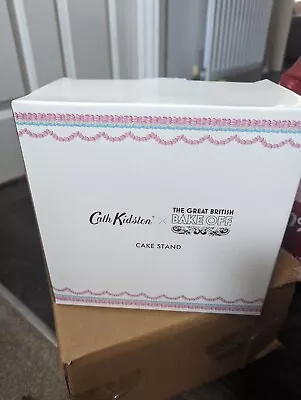 Cath Kidston® × THE GREAT BRITISH
BAKE OFF
CAKE STAND